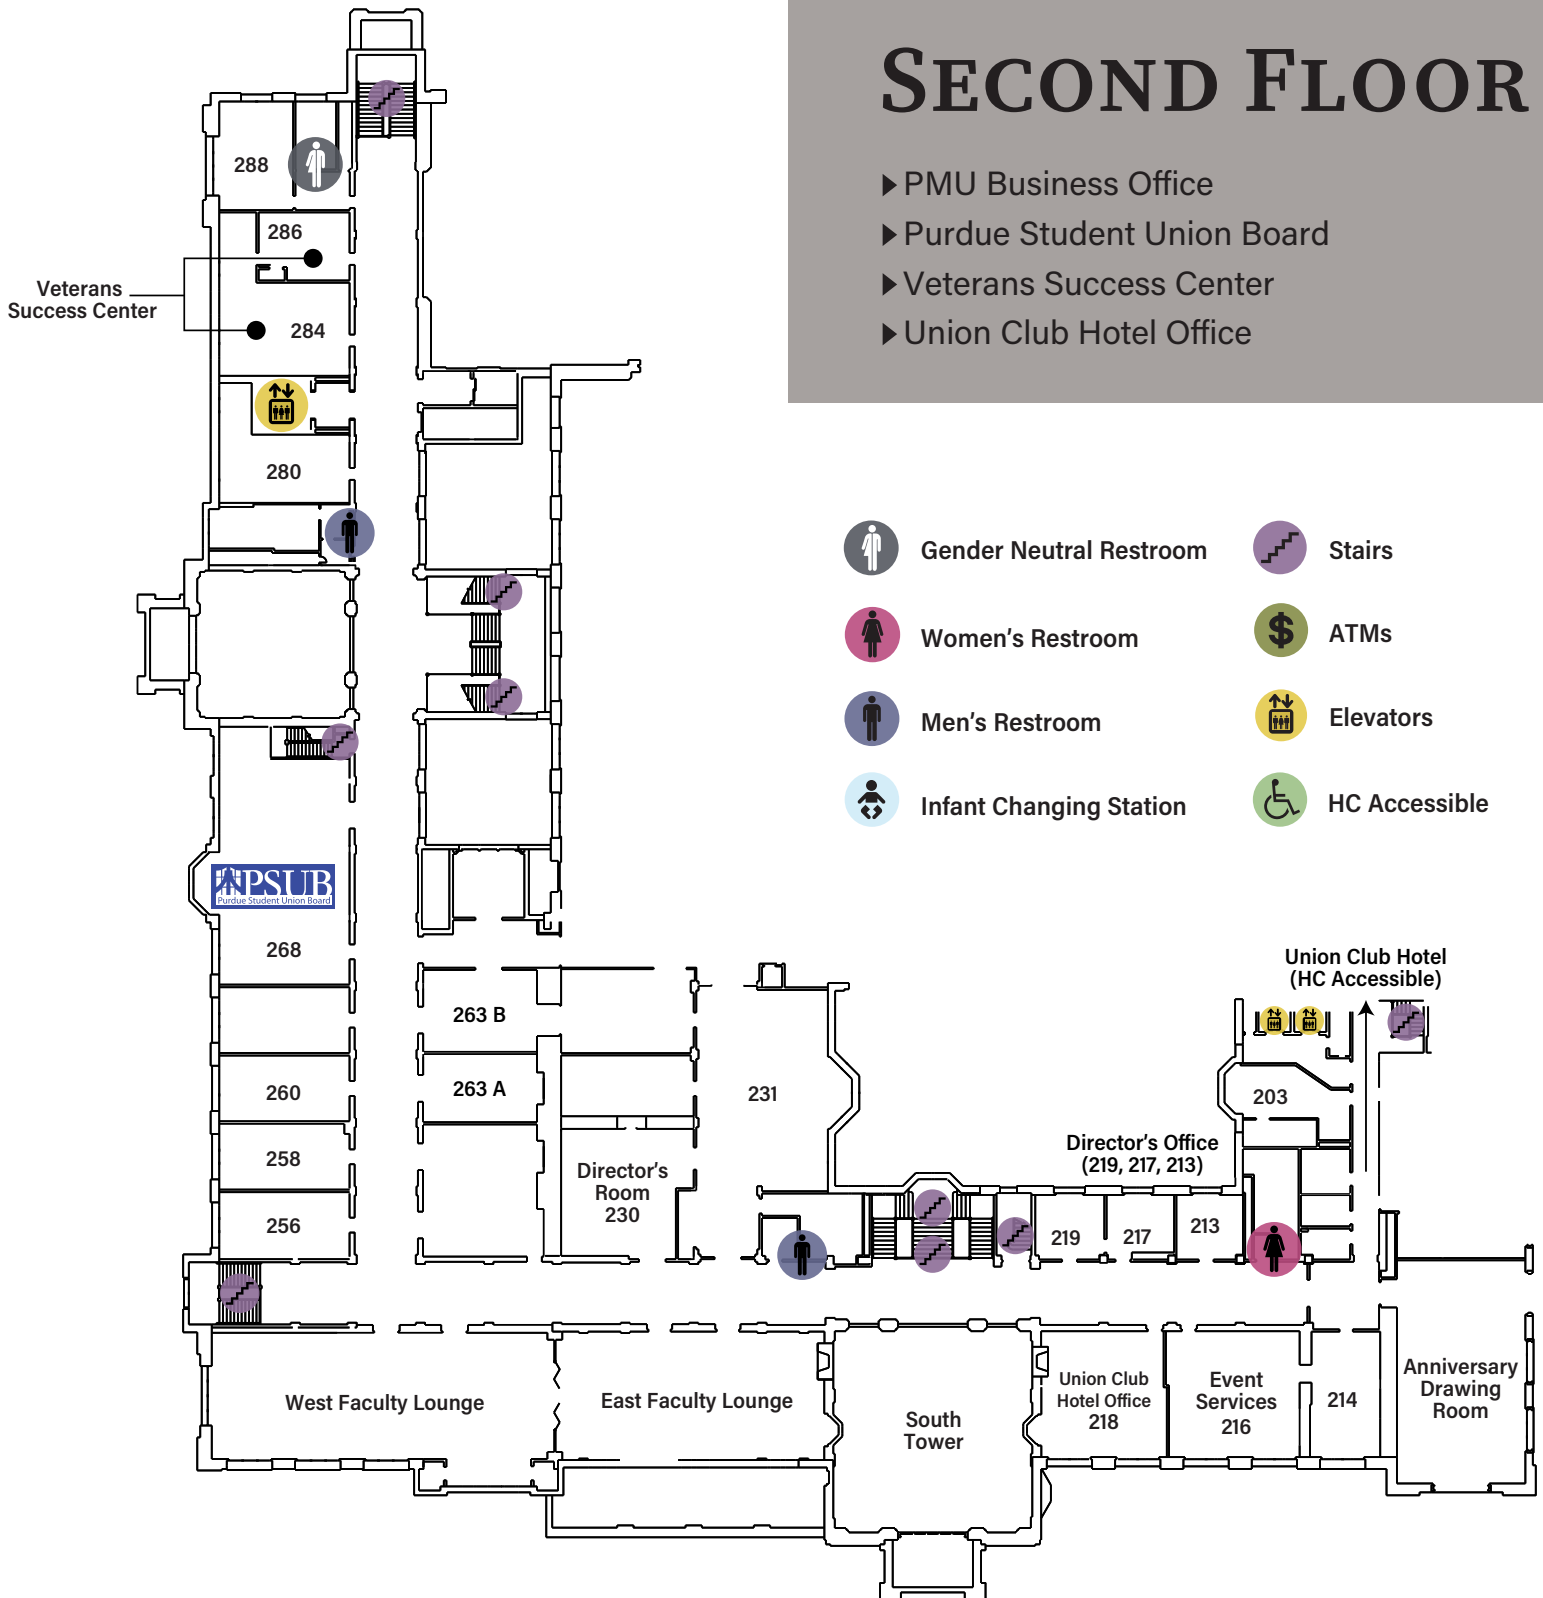 SECOND FLOOR
PMU Business Office
Purdue Student Union Board
Veterans Success Center
Union Club Hotel Office
288
286
Veterans
Success Center
284
280
Gender Neutral Restroom
Stairs
Women's Restroom
$ ATMs
Men's Restroom
Elevators
Infant Changing Station
HC Accessible
PSUB
Purdue Student Union Board
268
Union Club Hotel
(HC Accessible)
263 B
260
263 A
231
203
Director's Office
(219, 217, 213)
258
Director's
Room
230
256
219
217
213
West Faculty Lounge
East Faculty Lounge
South
Tower
Union Club
Hotel Office
218
Event
Services
216
214
Anniversary
Drawing
Room